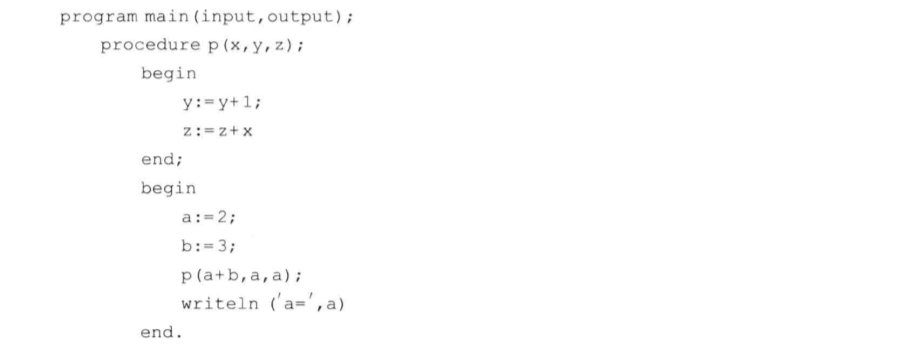 program main(input,output);
procedure p(x,y,z);
begin
y:=y+1;
z:=z+x
end;
begin
a:=2;
b:=3;
p(a+b,a,a);
writeln ('a=',a)
end.